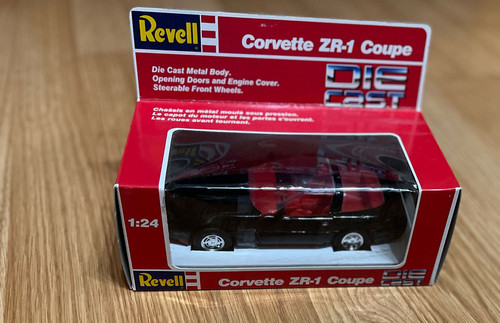 Revell
Corvette ZR-1 Coupe
Die Cast Metal Body.
Opening Doors and Engine Cover.
Steerable Front Wheels.
DIE
CAST
Chassis en métal moulé sous pression.
Le capot du moteur et les portes s'ouvrent.
Les roues avant tournent.
1:24
Revell
Corvette ZR-1 Coupe
DIE
CAST